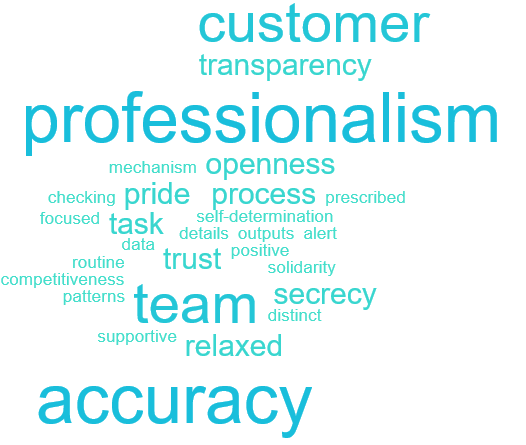 customer
transparency
professionalism
mechanism openness
checking pride process prescribed
focused task self-determination
details outputs alert
data trust positive
routine solidarity
competitiveness
patterns team secrecy
distinct
supportive relaxed
accuracy